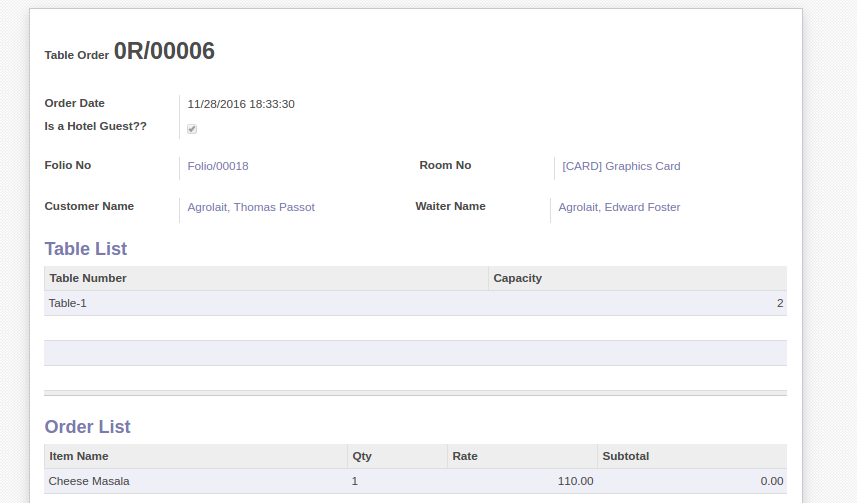 Table Order 0R/00006
Order Date 11/28/2016 18:33:30
Is a Hotel Guest??
Folio No Folio/00018 Room No [CARD] Graphics Card
Customer Name Agrolait, Thomas Passot Waiter Name Agrolait, Edward Foster
Table List
Table Number Capacity
Table-1 2
Order List
Item Name Qty Rate Subtotal
Cheese Masala 1 110.00 0.00